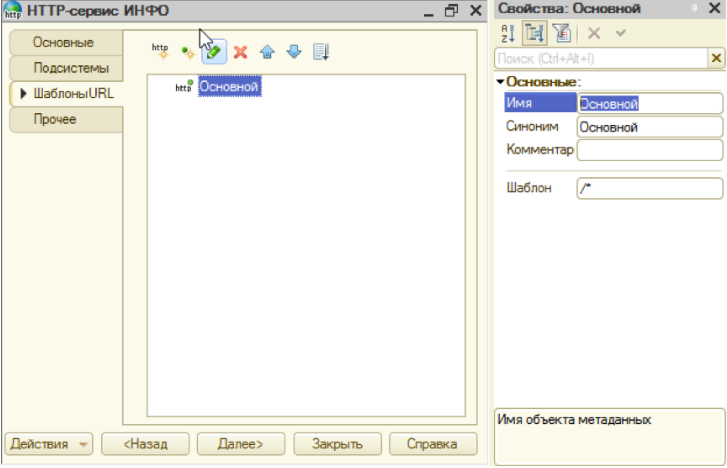 HTTP-сервис ИНФО
Основные
Подсистемы
ШаблоныURL
Прочее
http
http Основной
Действия
<Назад
Далее>
Закрыть
Справка
Свойства: Основной
Поиск (Ctrl+Alt+I)
Основные:
Имя Основной
Синоним Основной
Комментар
Шаблон /*
Имя объекта метаданных